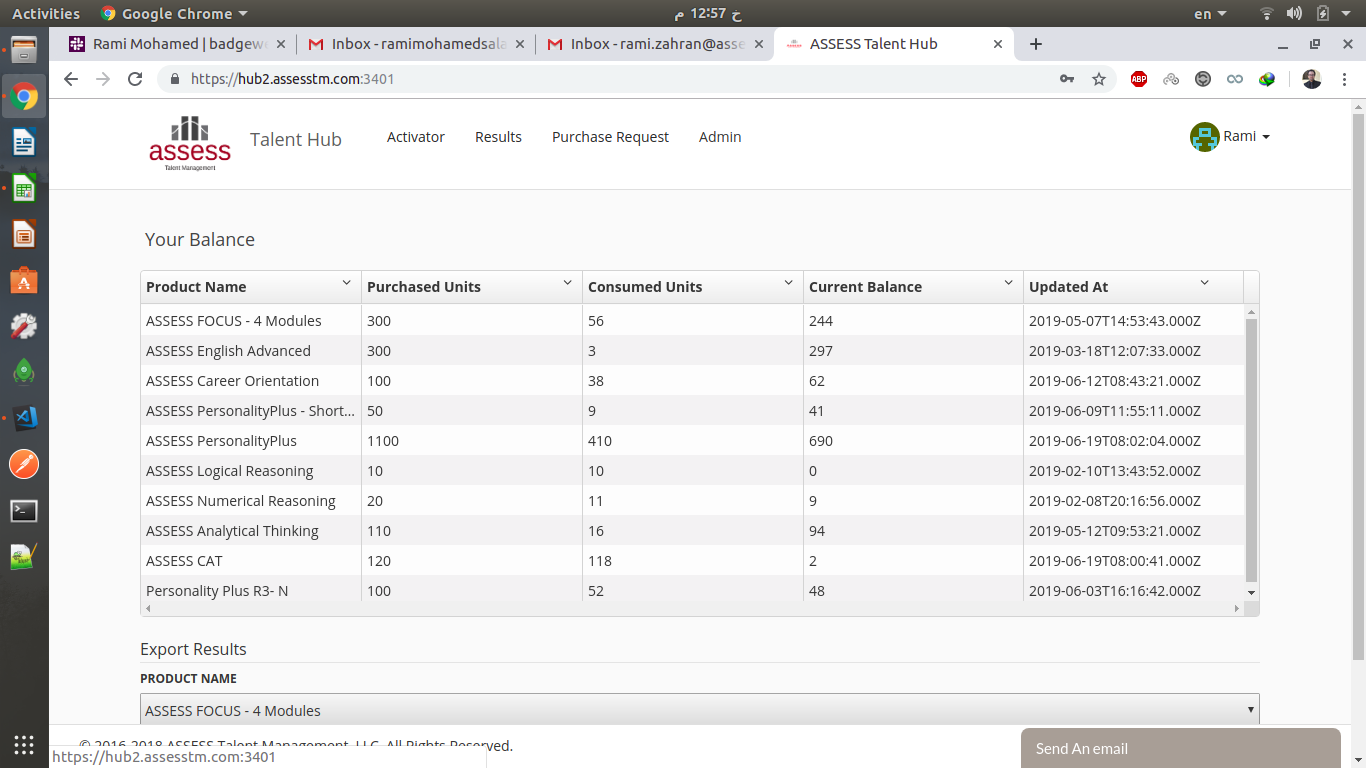 Activities Google Chrome خ 12:57 م en
Rami Mohamed | badgew Inbox - ramimohamedsala Inbox - rami.zahran@asse ASSESS Talent Hub
https://hub2.assesstm.com:3401 ABP
assess
Talent Management
Talent Hub Activator Results Purchase Request Admin Rami
Your Balance
Product Name Purchased Units Consumed Units Current Balance Updated At
ASSESS FOCUS - 4 Modules 300 56 244 2019-05-07T14:53:43.000Z
ASSESS English Advanced 300 3 297 2019-03-18T12:07:33.000Z
ASSESS Career Orientation 100 38 62 2019-06-12T08:43:21.000Z
ASSESS PersonalityPlus - Short... 50 9 41 2019-06-09T11:55:11.000Z
ASSESS PersonalityPlus 1100 410 690 2019-06-19T08:02:04.000Z
ASSESS Logical Reasoning 10 10 0 2019-02-10T13:43:52.000Z
ASSESS Numerical Reasoning 20 11 9 2019-02-08T20:16:56.000Z
ASSESS Analytical Thinking 110 16 94 2019-05-12T09:53:21.000Z
ASSESS CAT 120 118 2 2019-06-19T08:00:41.000Z
Personality Plus R3- N 100 52 48 2019-06-03T16:16:42.000Z
Export Results
PRODUCT NAME
ASSESS FOCUS - 4 Modules
© 2016-2018 ASSESS Talent Management, LLC. All Rights Reserved.
Send An email
https://hub2.assesstm.com:3401